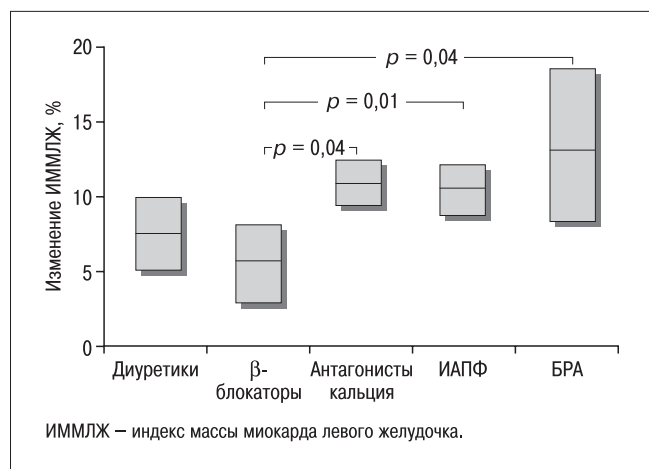 Изменение ИММЛЖ, %
20
15
10
5
0
p = 0,04
p = 0,01
p = 0,04
Диуретики
β-
блокаторы
Антагонисты
кальция
ИАПФ
БРА
ИММЛЖ – индекс массы миокарда левого желудочка.